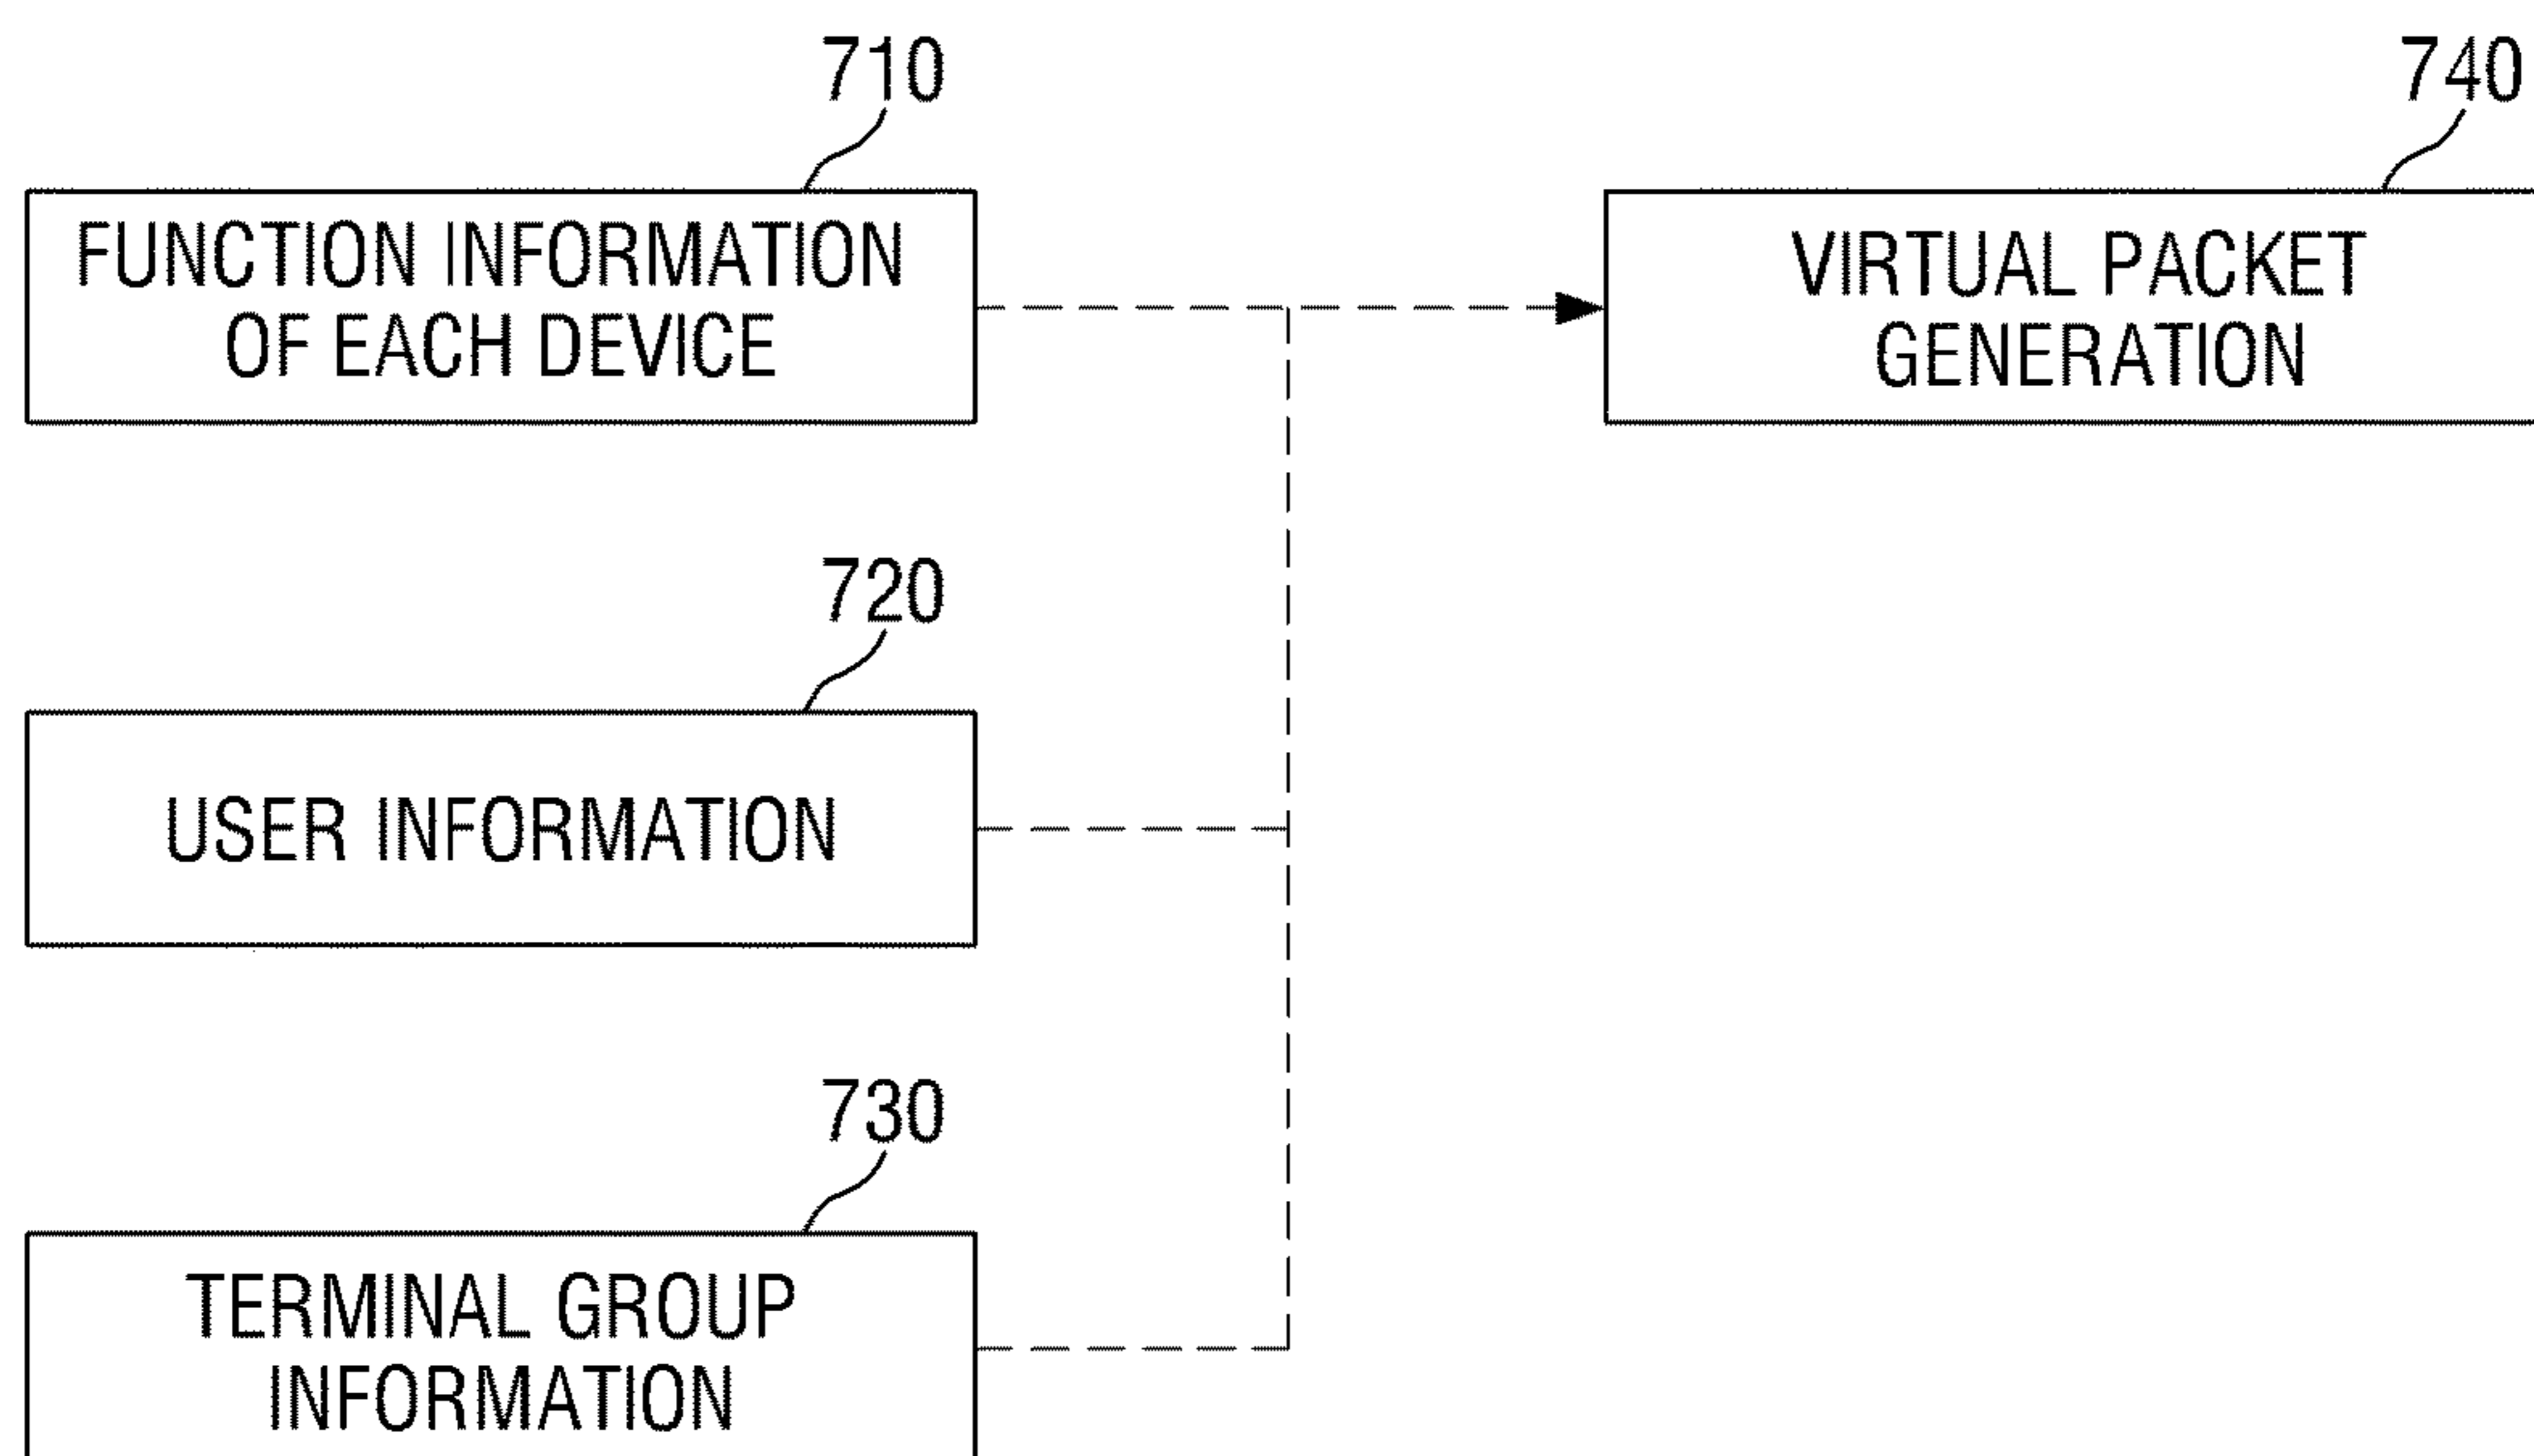 710
FUNCTION INFORMATION
OF EACH DEVICE
740
VIRTUAL PACKET
GENERATION
720
USER INFORMATION
730
TERMINAL GROUP
INFORMATION